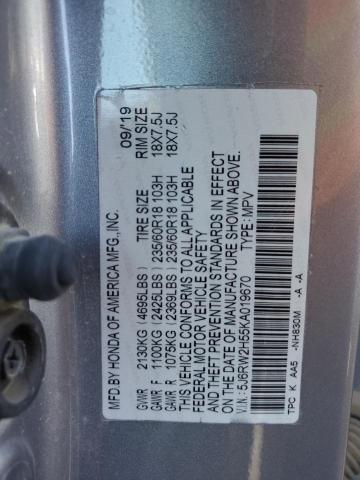 MFD BY HONDA OF AMERICA MFG., INC. 09/'19
GVWR 2130KG (4695LBS) TIRE SIZE RIM SIZE
GAWR F 1100KG (2425LBS) 235/60R18 103H 18X7.5J
GAWR R 1075KG (2369LBS) 235/60R18 103H 18X7.5J
THIS VEHICLE CONFORMS TO ALL APPLICABLE
FEDERAL MOTOR VEHICLE SAFETY
AND THEFT PREVENTION STANDARDS IN EFFECT
ON THE DATE OF MANUFACTURE SHOWN ABOVE.
V.I.N.: 5J6RW2H55KA019670 TYPE: MPV
TPC K AA5 -NH830M -A -A